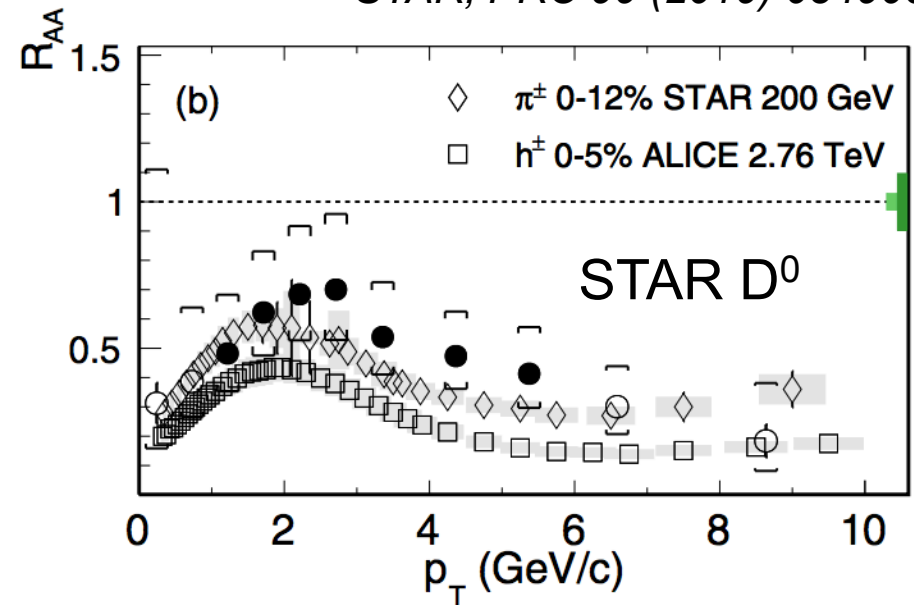 R_AA
1.5
(b)
π± 0-12% STAR 200 GeV
h± 0-5% ALICE 2.76 TeV
1
STAR D⁰
0.5
0 2 4 6 8 10
p_T (GeV/c)